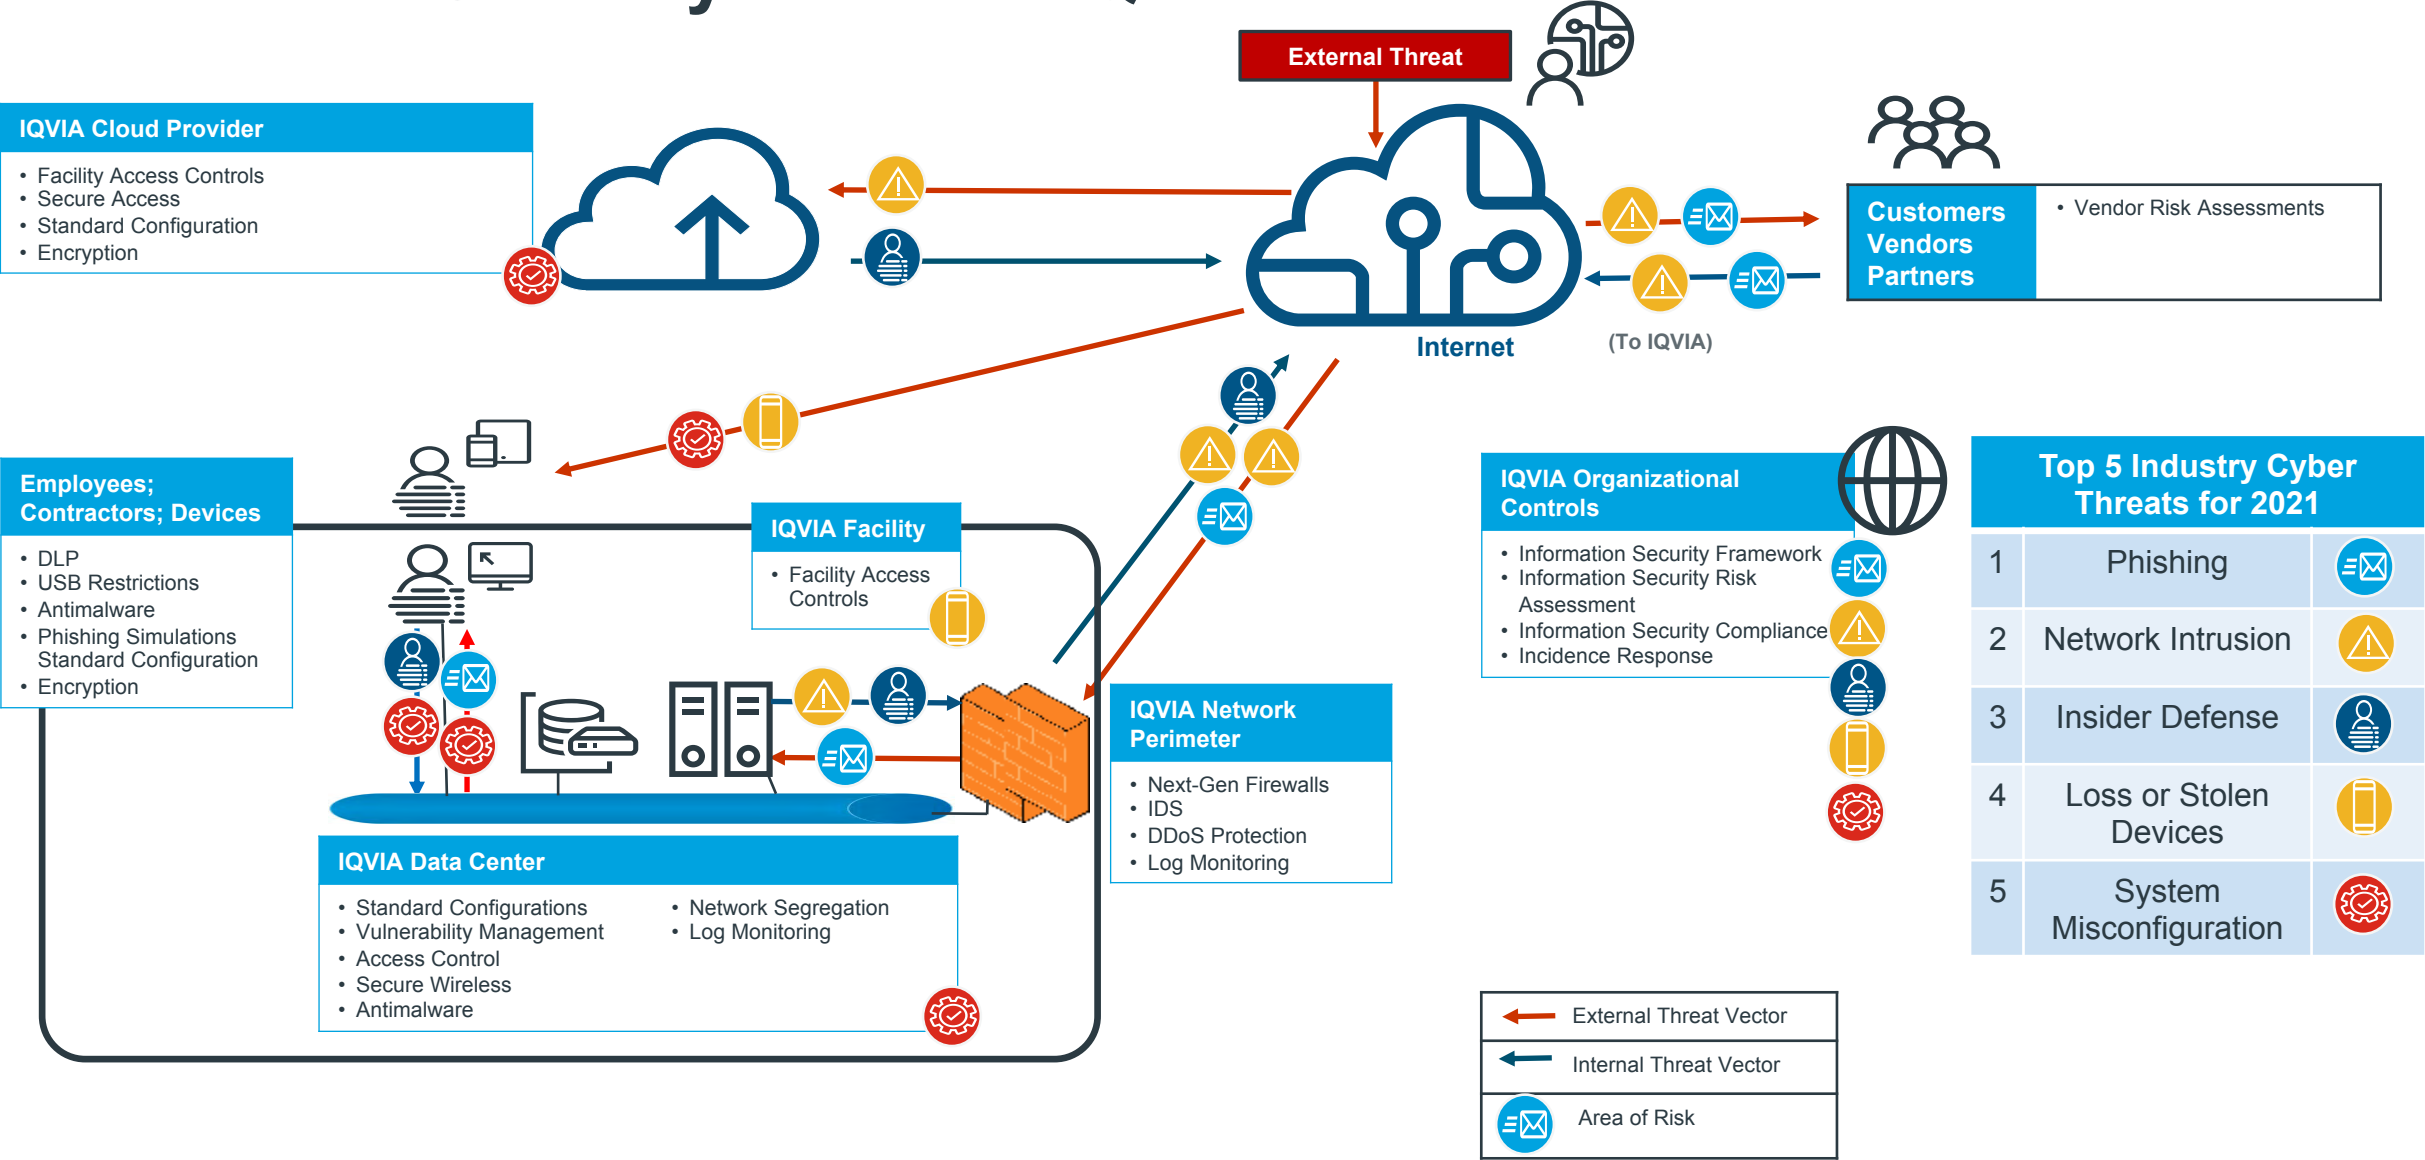 External Threat
IQVIA Cloud Provider
• Facility Access Controls
• Secure Access
• Standard Configuration
• Encryption
Customers
Vendors
Partners
• Vendor Risk Assessments
Internet
(To IQVIA)
Employees;
Contractors; Devices
• DLP
• USB Restrictions
• Antimalware
• Phishing Simulations
Standard Configuration
• Encryption
IQVIA Facility
• Facility Access
Controls
IQVIA Organizational
Controls
• Information Security Framework
• Information Security Risk
Assessment
• Information Security Compliance
• Incidence Response
Top 5 Industry Cyber
Threats for 2021
1 Phishing
2 Network Intrusion
3 Insider Defense
4 Loss or Stolen
Devices
5 System
Misconfiguration
IQVIA Network
Perimeter
• Next-Gen Firewalls
• IDS
• DDoS Protection
• Log Monitoring
IQVIA Data Center
• Standard Configurations
• Vulnerability Management
• Access Control
• Secure Wireless
• Antimalware
• Network Segregation
• Log Monitoring
External Threat Vector
Internal Threat Vector
Area of Risk